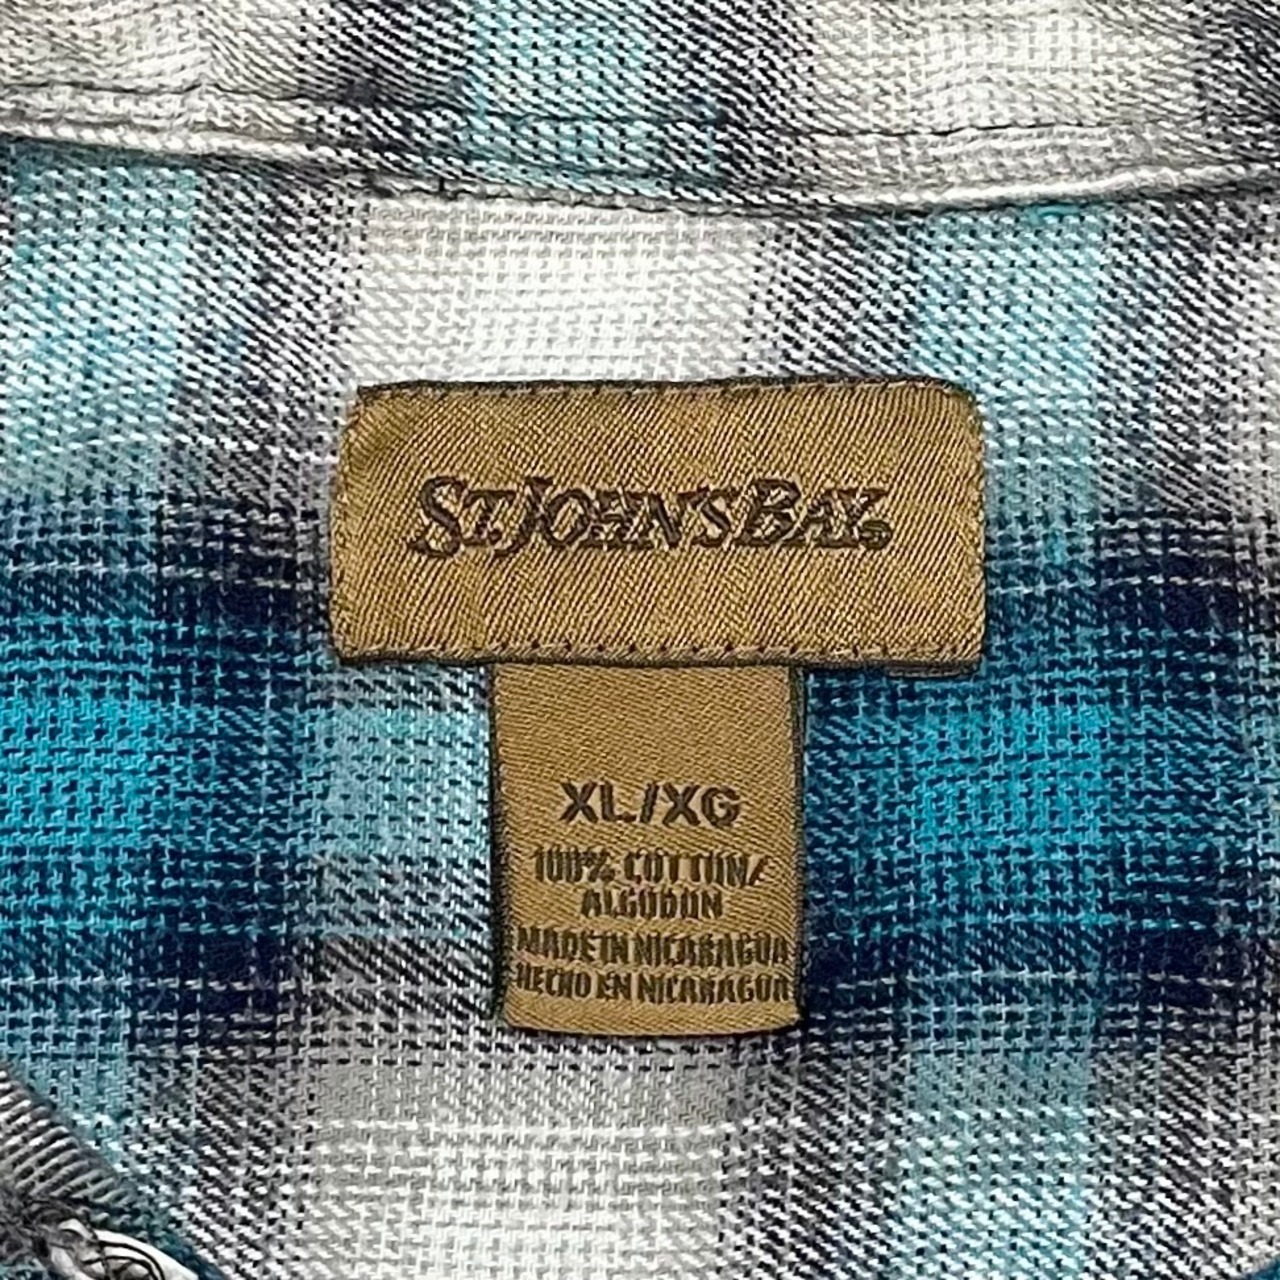 ST. JOHN'S BAY®
XL/XG
100% COTTON/
ALGODON
MADE IN NICARAGUA
HECHO EN NICARAGUA